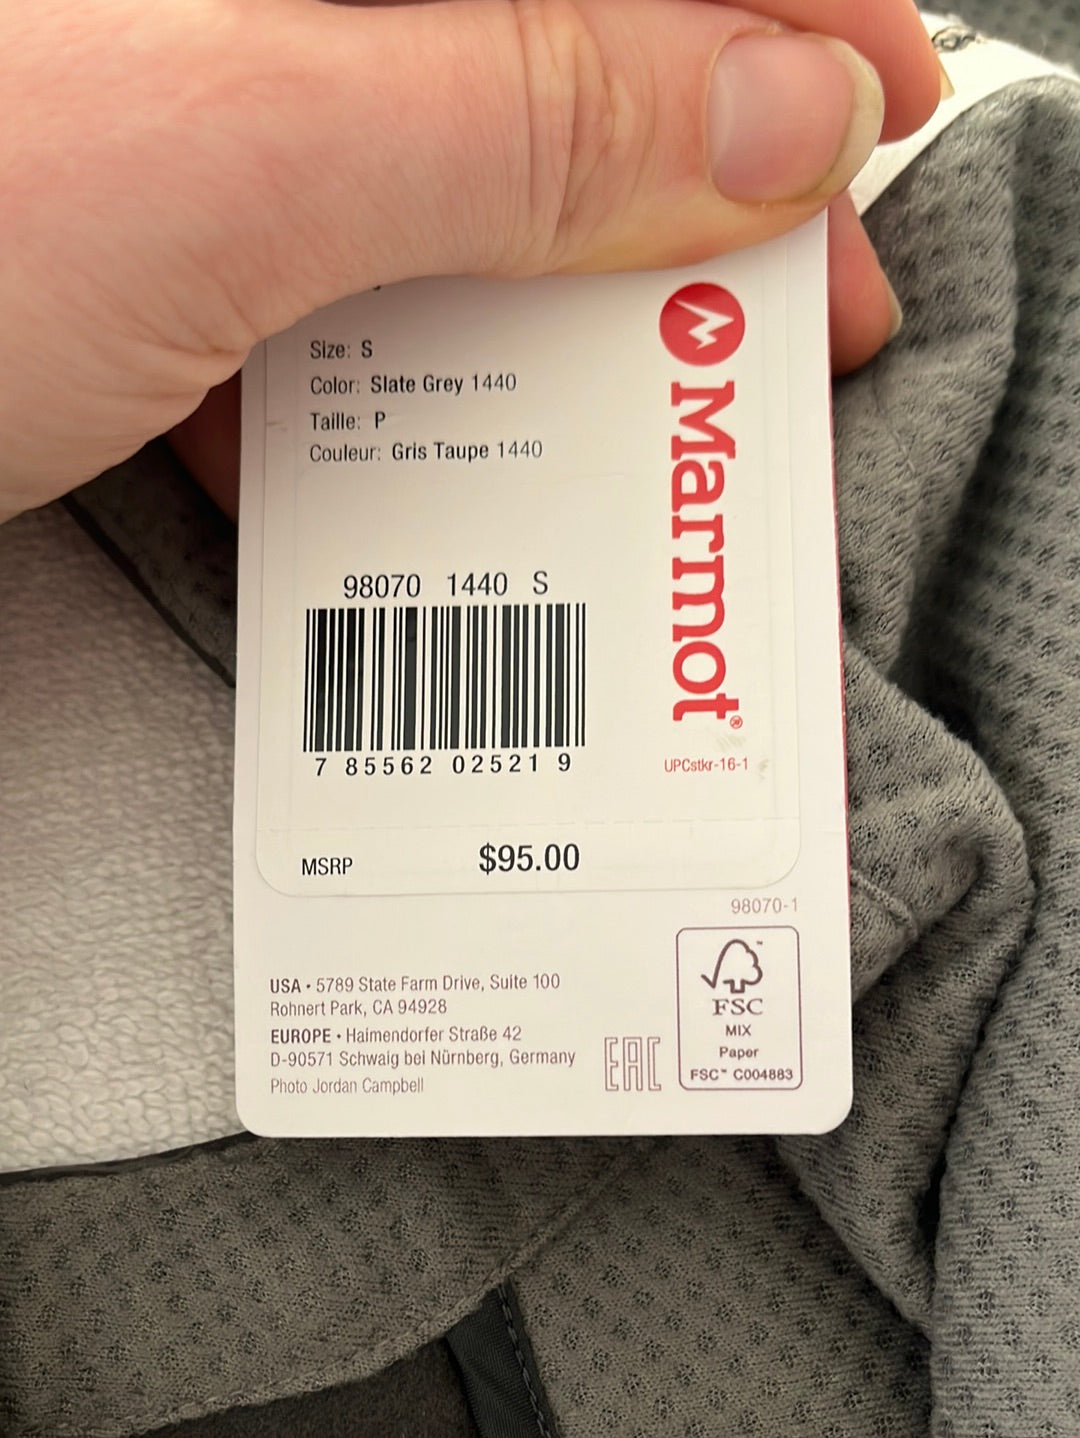 Size: S
Color: Slate Grey 1440
Taille: P
Couleur: Gris Taupe 1440
Marmot®
98070 1440 S
7 85562 02521 9
UPCstkr-16-1
MSRP $95.00
98070-1
USA • 5789 State Farm Drive, Suite 100
Rohnert Park, CA 94928
EUROPE • Haimendorfer Straße 42
D-90571 Schwaig bei Nürnberg, Germany
Photo Jordan Campbell
EAC
FSC
MIX
Paper
FSC™ C004883